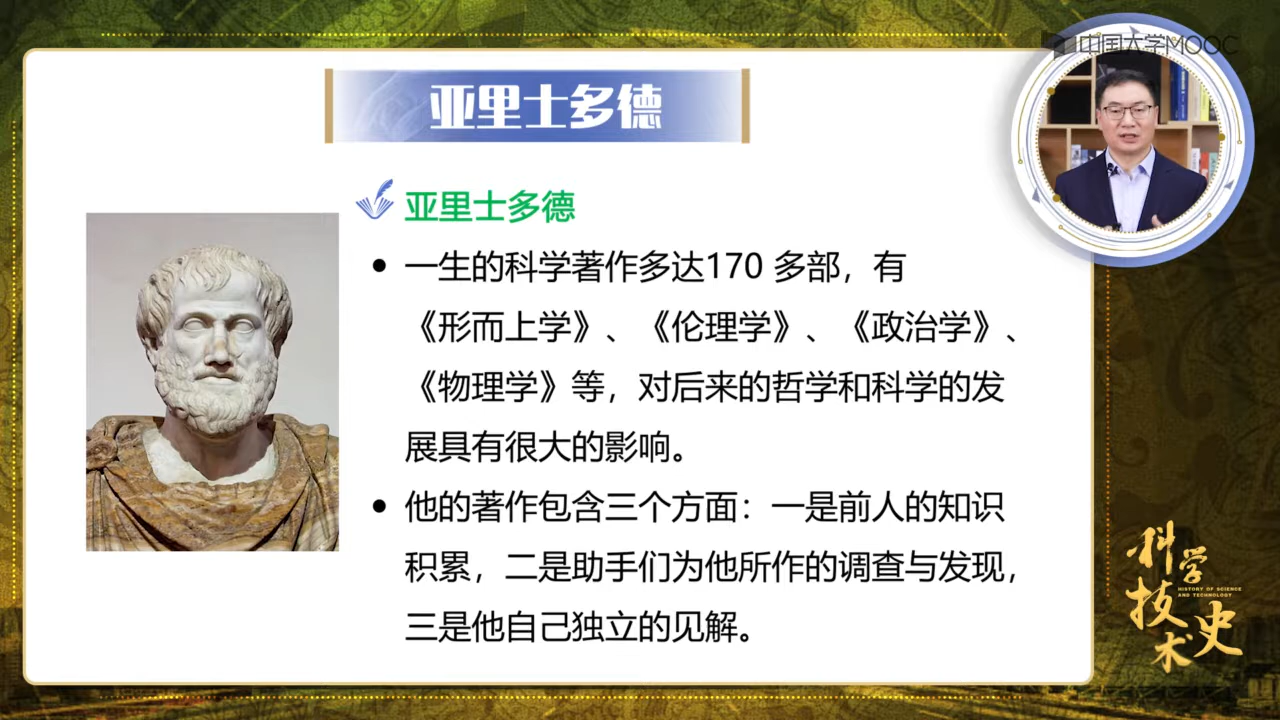 中国大学MOOC
亚里士多德
亚里士多德
• 一生的科学著作多达170 多部，有
《形而上学》、《伦理学》、《政治学》、
《物理学》等，对后来的哲学和科学的发
展具有很大的影响。
• 他的著作包含三个方面：一是前人的知识
积累，二是助手们为他所作的调查与发现，
三是他自己独立的见解。
科学
技术史
HISTORY OF SCIENCE
AND TECHNOLOGY